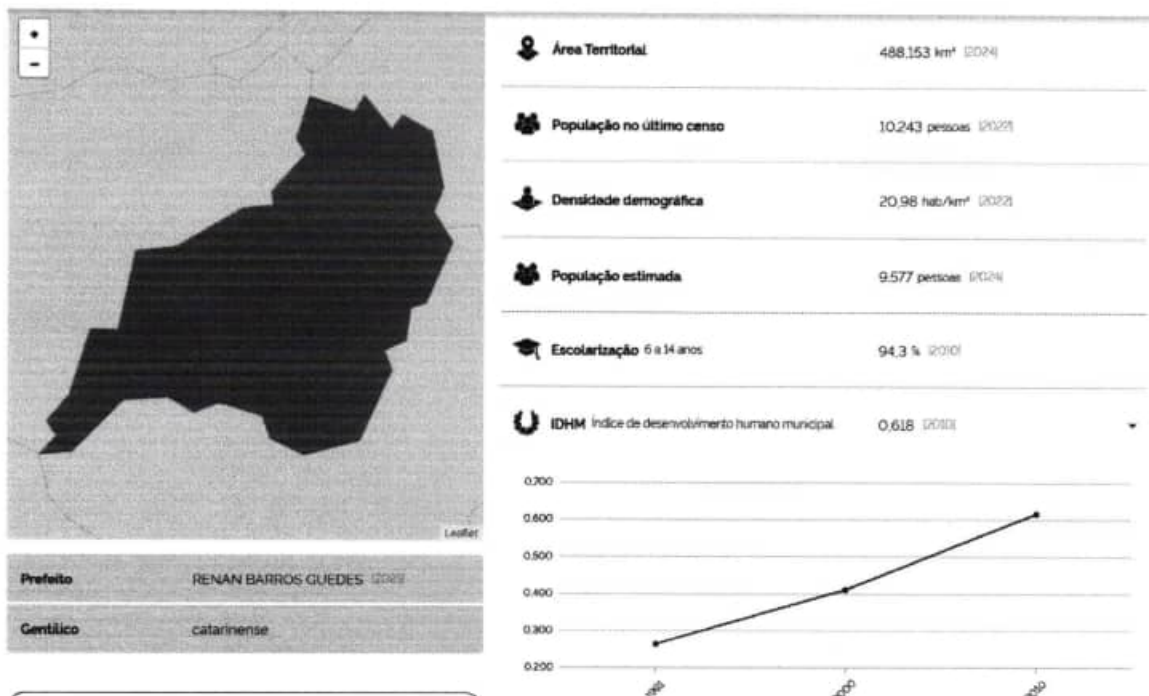 +
-
Leaflet
Prefeito RENAN BARROS GUEDES [2025]
Gentílico catarinense
Área Territorial 488,153 km² [2024]
População no último censo 10.243 pessoas [2022]
Densidade demográfica 20,98 hab/km² [2022]
População estimada 9.577 pessoas [2024]
Escolarização 6 a 14 anos 94,3 % [2010]
IDHM Índice de desenvolvimento humano municipal 0,618 [2010]
0.700
0.600
0.500
0.400
0.300
0.200
1991
2000
2010